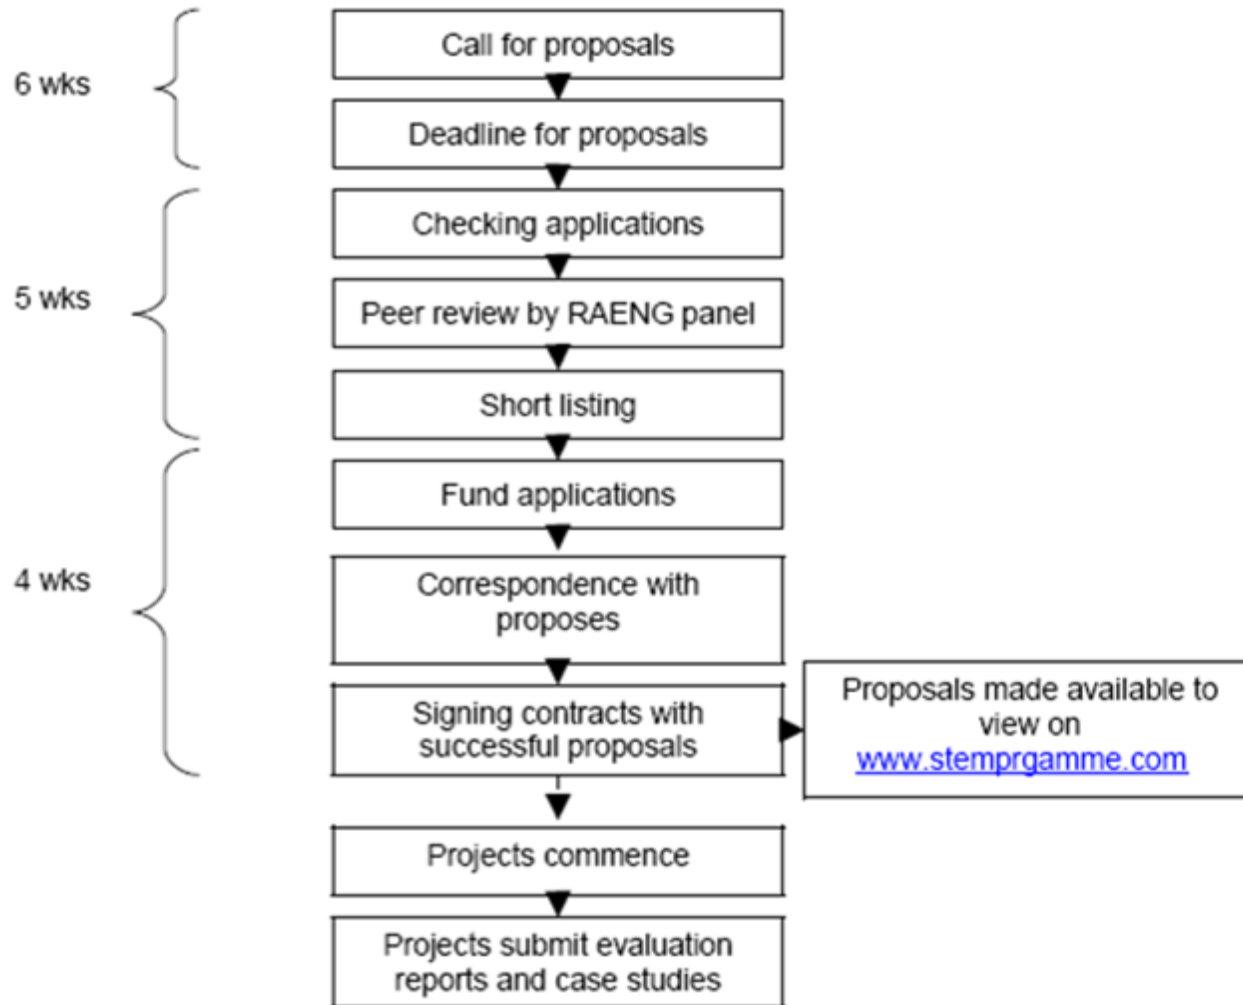 Call for proposals
6 wks
Deadline for proposals
Checking applications
5 wks
Peer review by RAENG panel
Short listing
Fund applications
4 wks
Correspondence with
proposes
Signing contracts with
successful proposals
Proposals made available to
view on
www.stemprgamme.com
Projects commence
Projects submit evaluation
reports and case studies